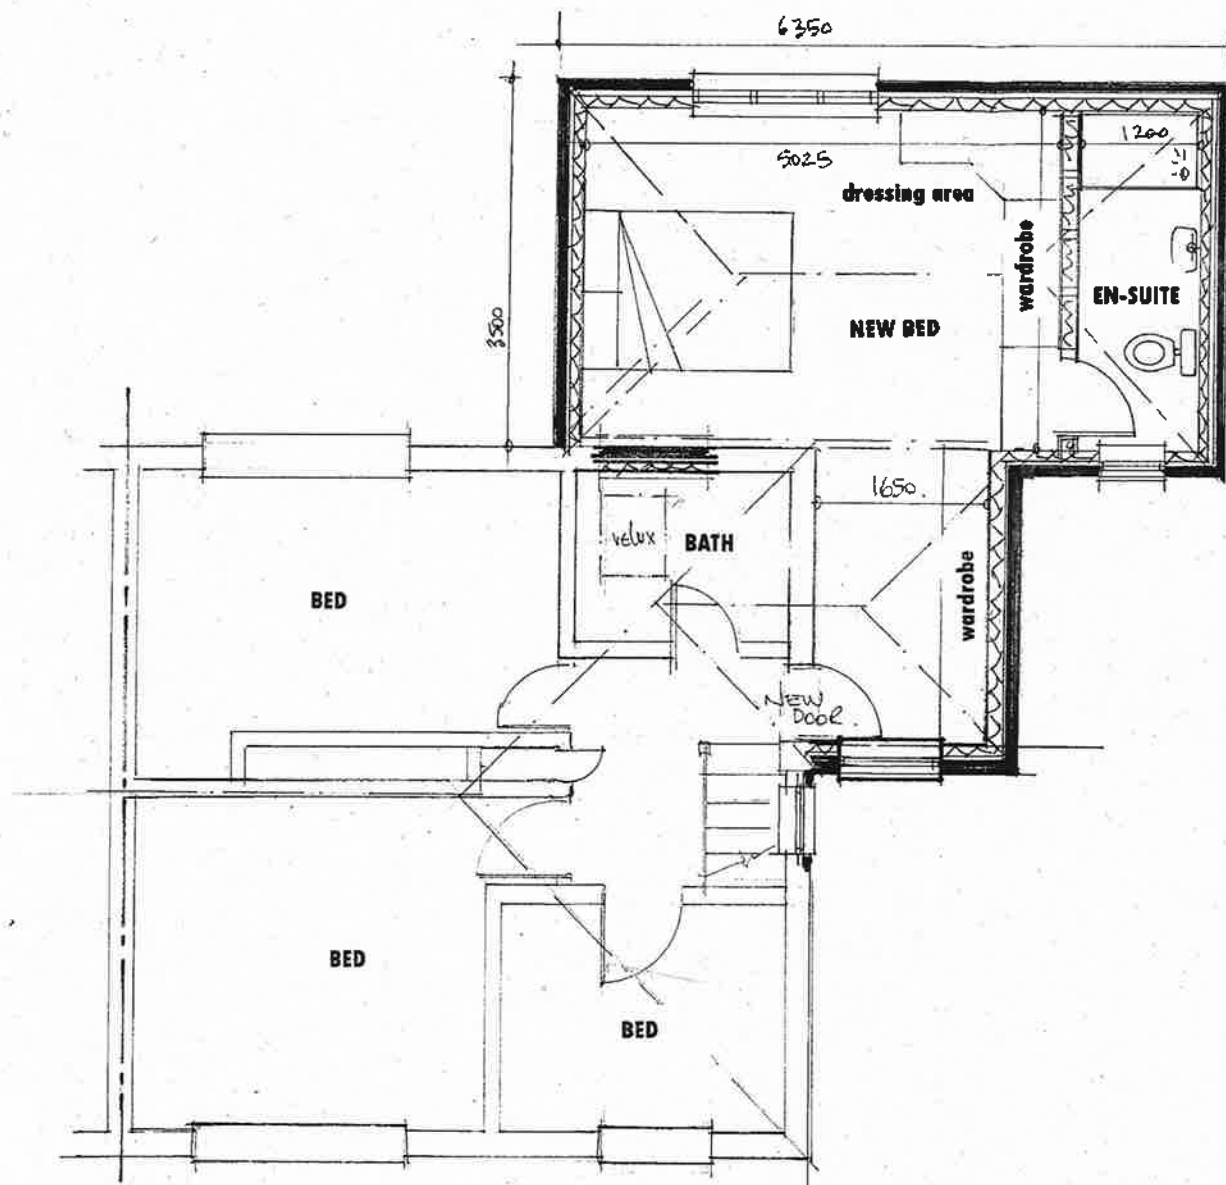 6350
1200
5025
dressing area
wardrobe
EN-SUITE
3500
NEW BED
1650
velux
BATH
wardrobe
BED
NEW
DOOR
BED
BED